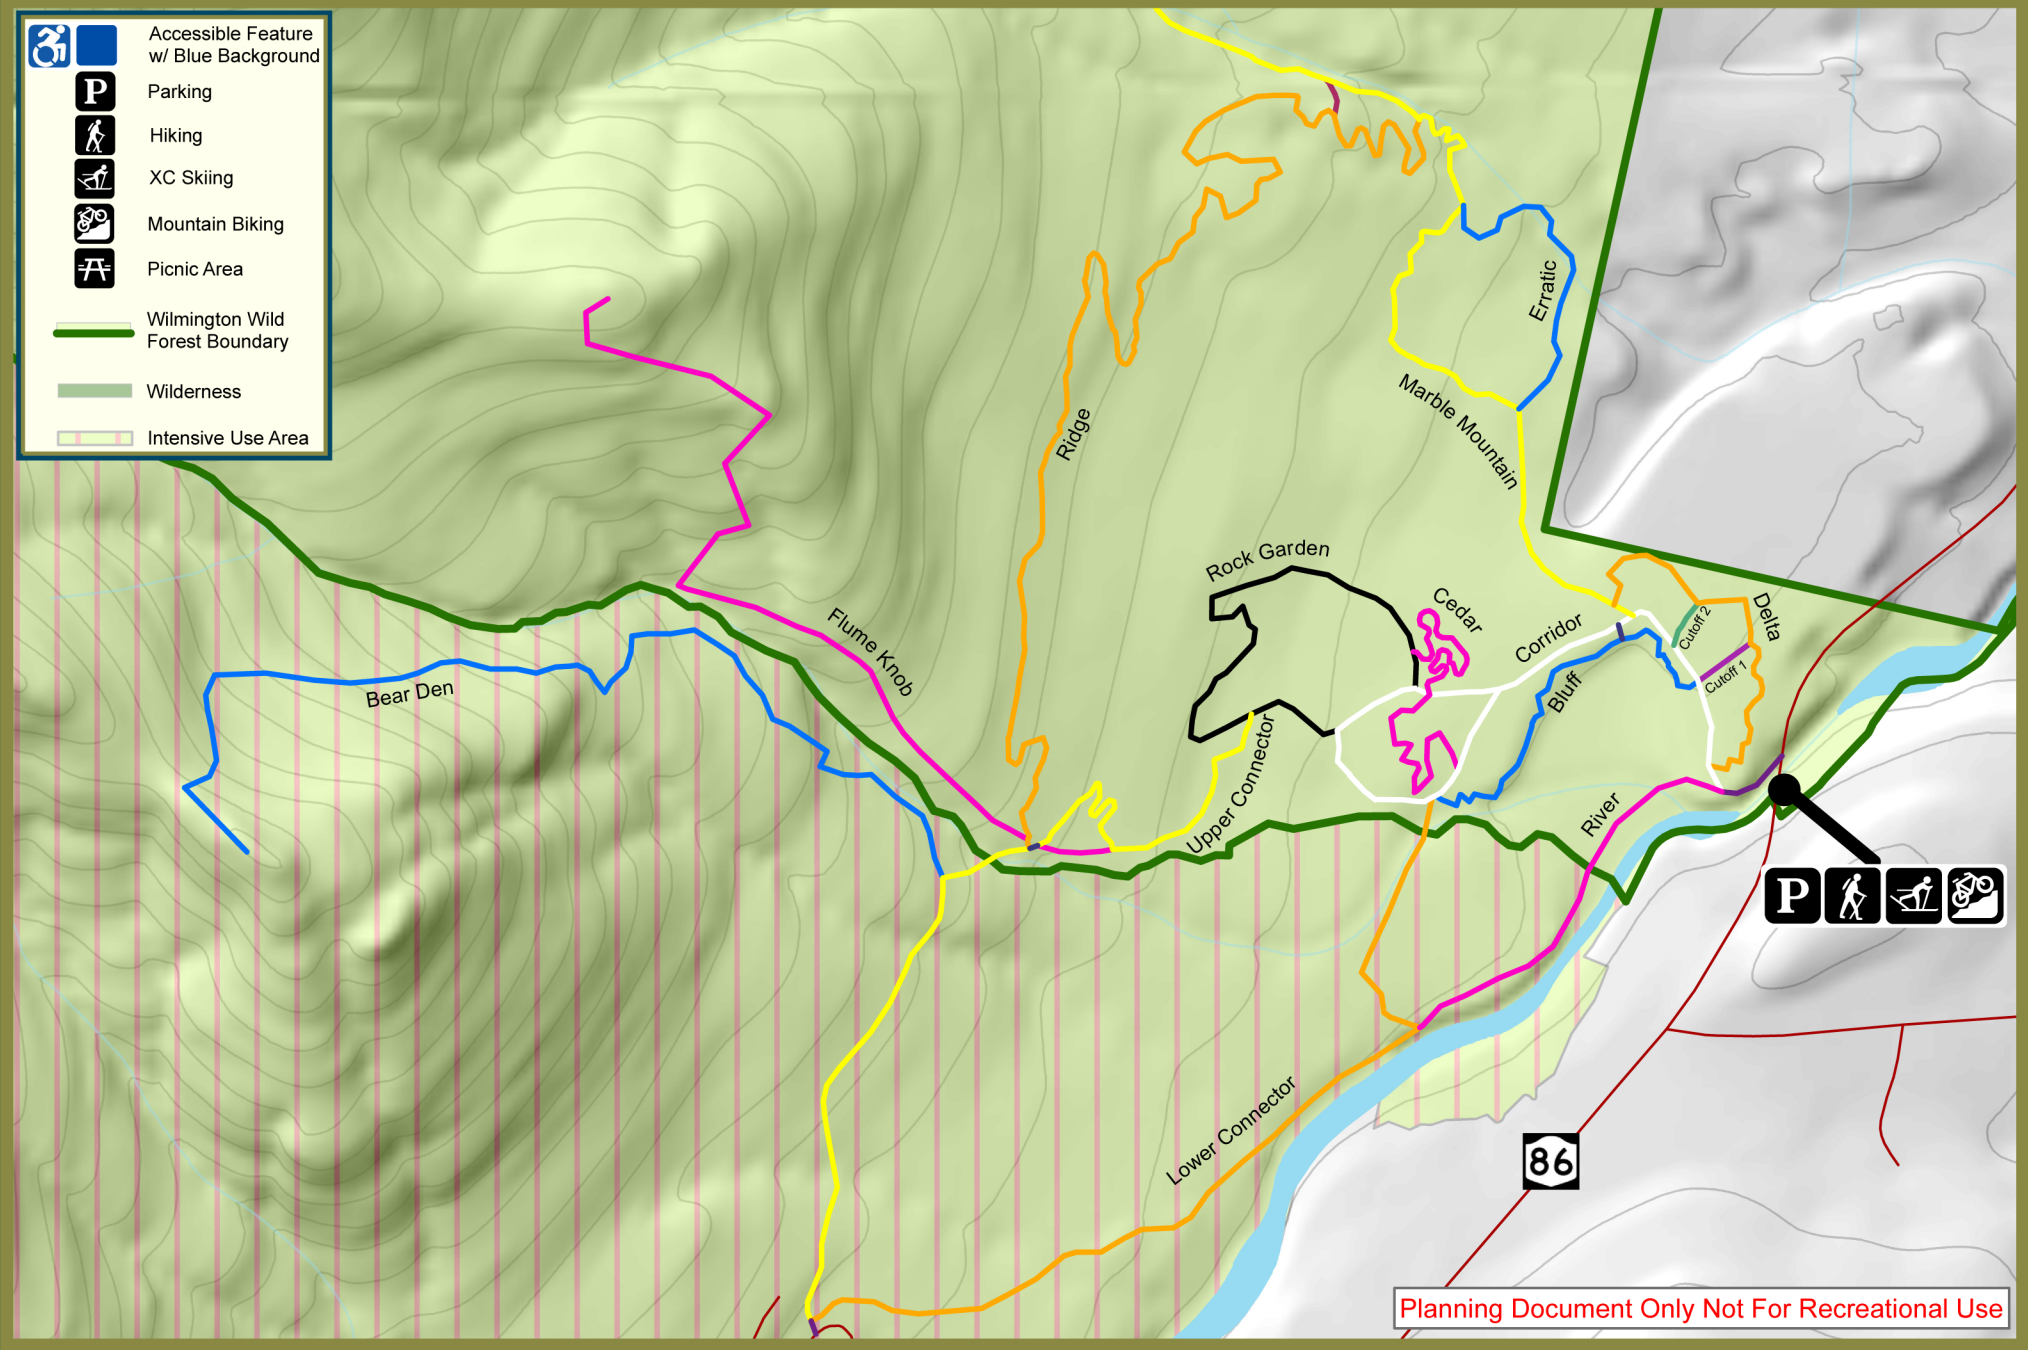 Accessible Feature
w/ Blue Background
P
Parking
Hiking
XC Skiing
Mountain Biking
Picnic Area
Wilmington Wild
Forest Boundary
Wilderness
Intensive Use Area
Erratic
Marble Mountain
Ridge
Rock Garden
Cedar
Corridor
Delta
Cutoff 2
Cutoff 1
Bluff
Flume Knob
Bear Den
Upper Connector
River
P
Lower Connector
86
Planning Document Only Not For Recreational Use